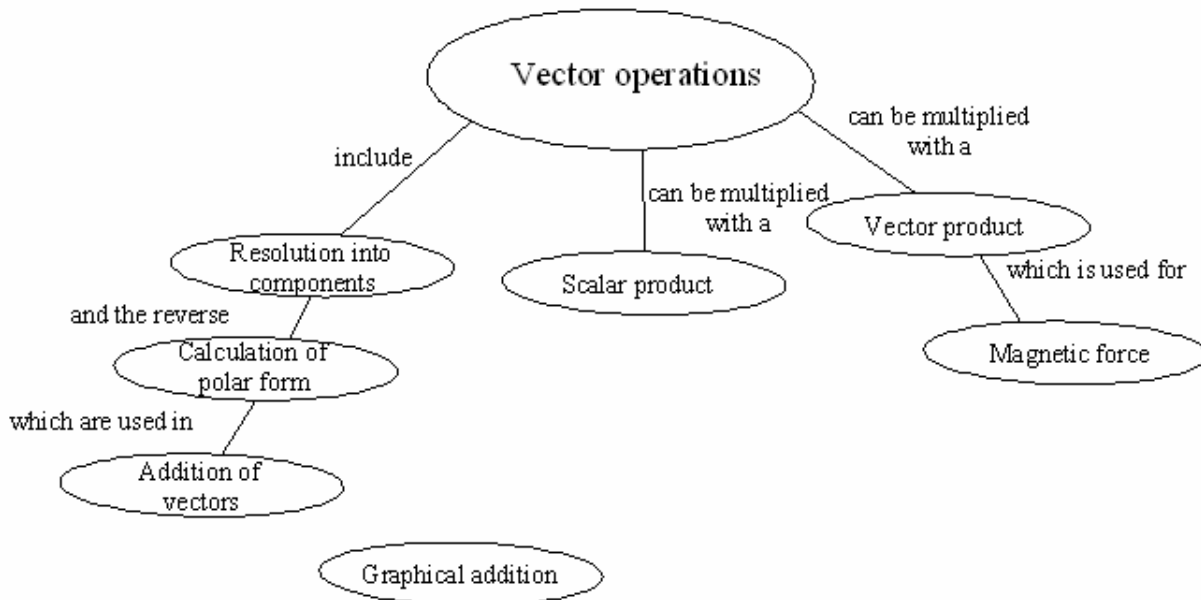 Vector operations
include
can be multiplied
with a
can be multiplied
with a
Resolution into
components
Scalar product
Vector product
and the reverse
which is used for
Calculation of
polar form
Magnetic force
which are used in
Addition of
vectors
Graphical addition